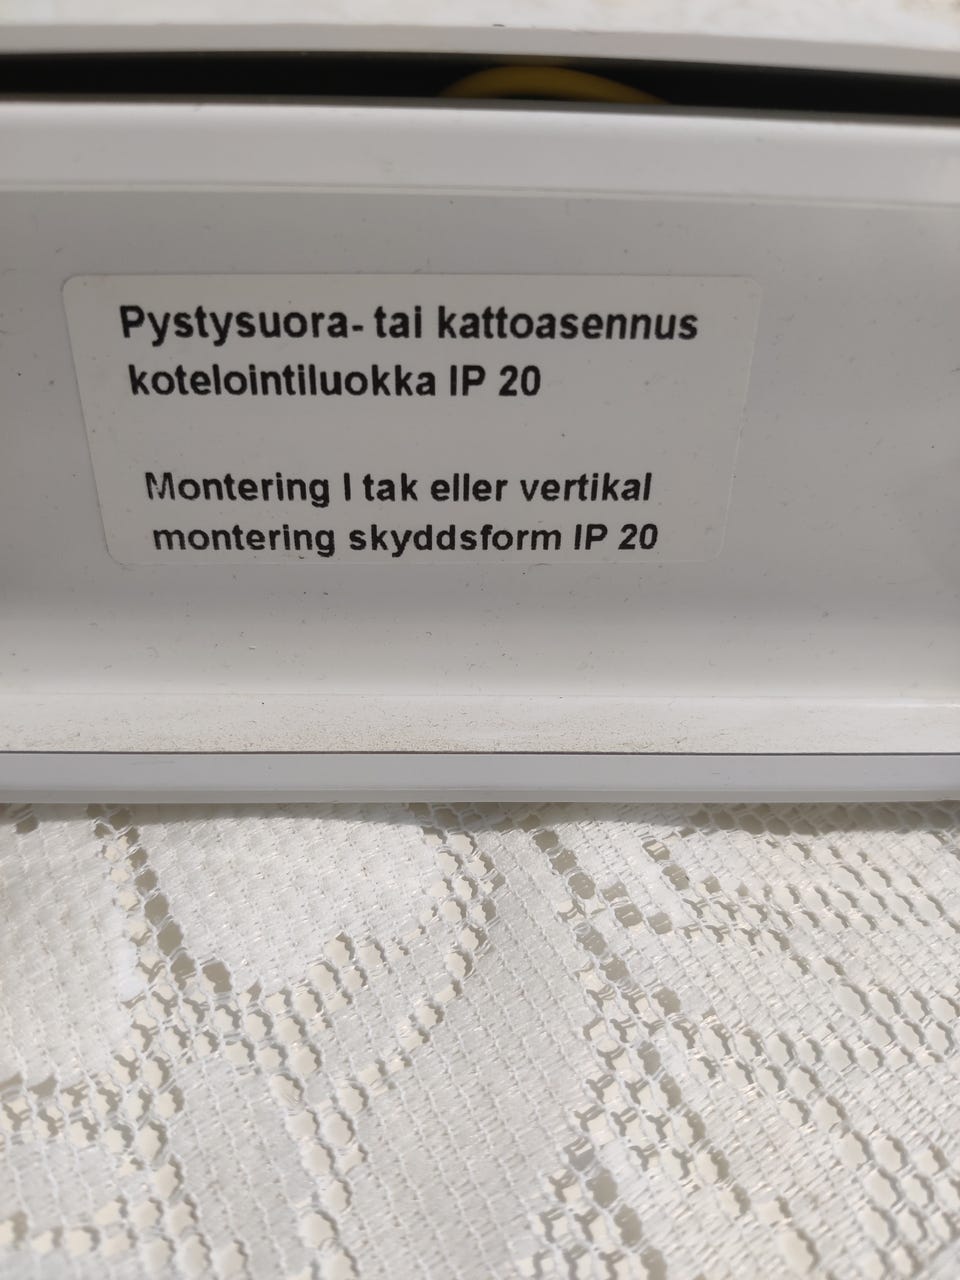 Pystysuora- tai kattoasennus
kotelointiluokka IP 20
Montering I tak eller vertikal
montering skyddsform IP 20